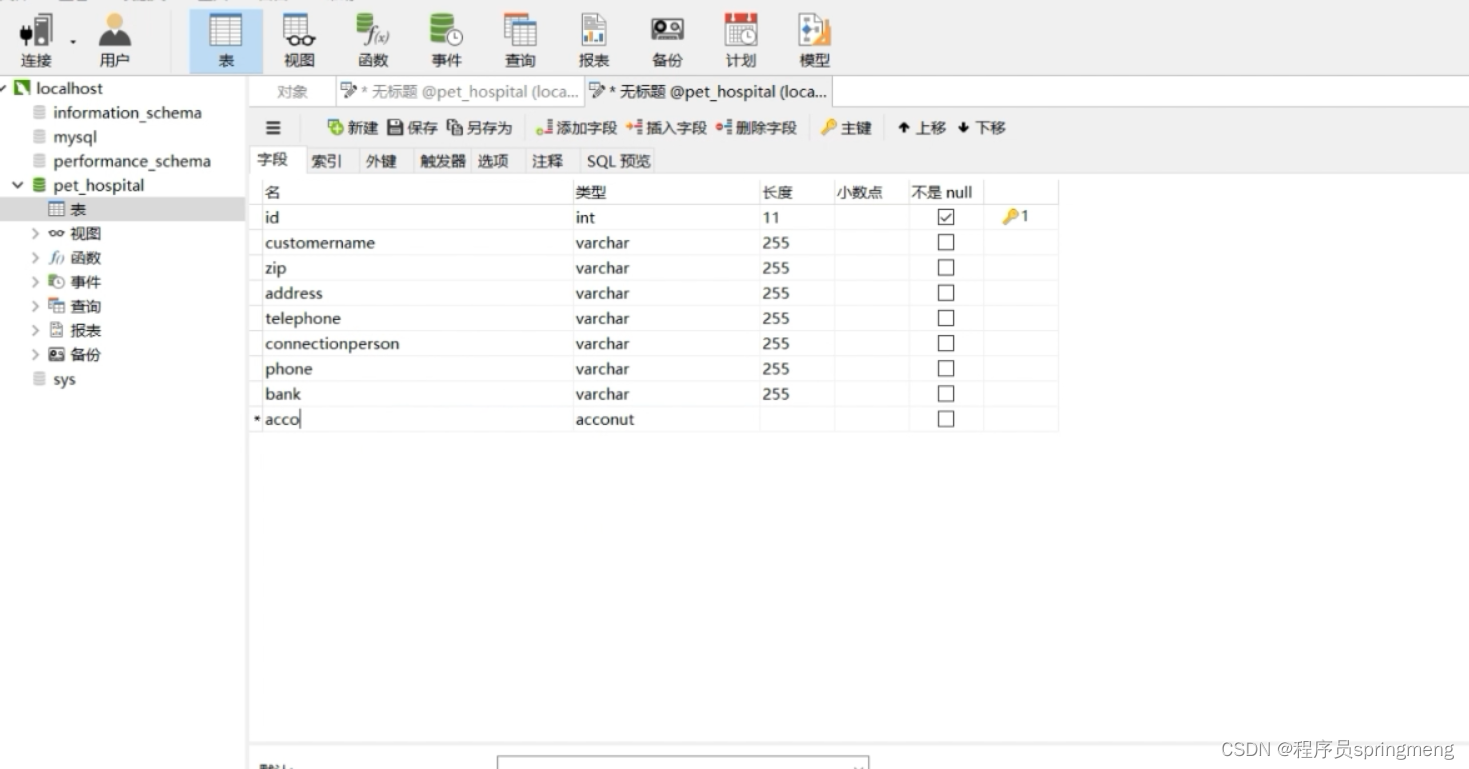 连接 用户 表 视图 函数 事件 查询 报表 备份 计划 模型
localhost
information_schema
mysql
performance_schema
pet_hospital
表
视图
函数
事件
查询
报表
备份
sys
对象 * 无标题 @pet_hospital (loca... * 无标题 @pet_hospital (loca...
新建 保存 另存为 添加字段 插入字段 删除字段 主键 上移 下移
字段 索引 外键 触发器 选项 注释 SQL 预览
名 类型 长度 小数点 不是 null
id int 11 1
customername varchar 255
zip varchar 255
address varchar 255
telephone varchar 255
connectionperson varchar 255
phone varchar 255
bank varchar 255
* acco acconut
CSDN @程序员springmeng